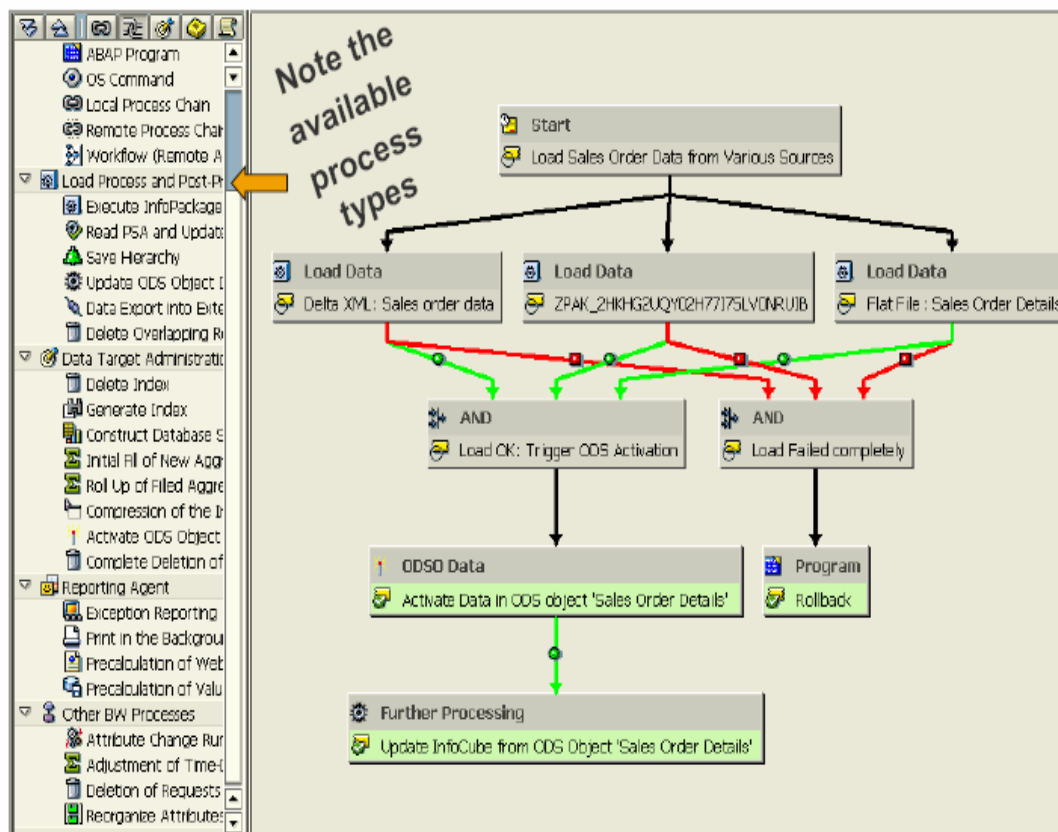 ABAP Program
OS Command
Local Process Chain
Remote Process Chain
Workflow (Remote A
Load Process and Post-Pr
Execute InfoPackage
Read PSA and Update
Save Hierarchy
Update ODS Object D
Data Export into Exte
Delete Overlapping Re
Data Target Administratio
Delete Index
Generate Index
Construct Database S
Initial Fill of New Aggr
Roll Up of Filled Aggre
Compression of the In
Activate ODS Object
Complete Deletion of
Reporting Agent
Exception Reporting
Print in the Backgrou
Precalculation of Web
Precalculation of Valu
Other BW Processes
Attribute Change Run
Adjustment of Time-D
Deletion of Requests
Reorganize Attributes
Note the
available
process
types
Start
Load Sales Order Data from Various Sources
Load Data
Delta XML: Sales order data
Load Data
Load Data
Flat File : Sales Order Details
AND
Load OK: Trigger ODS Activation
AND
Load Failed completely
ODSO Data
Activate Data in ODS object 'Sales Order Details'
Program
Rollback
Further Processing
Update InfoCube from ODS Object 'Sales Order Details'